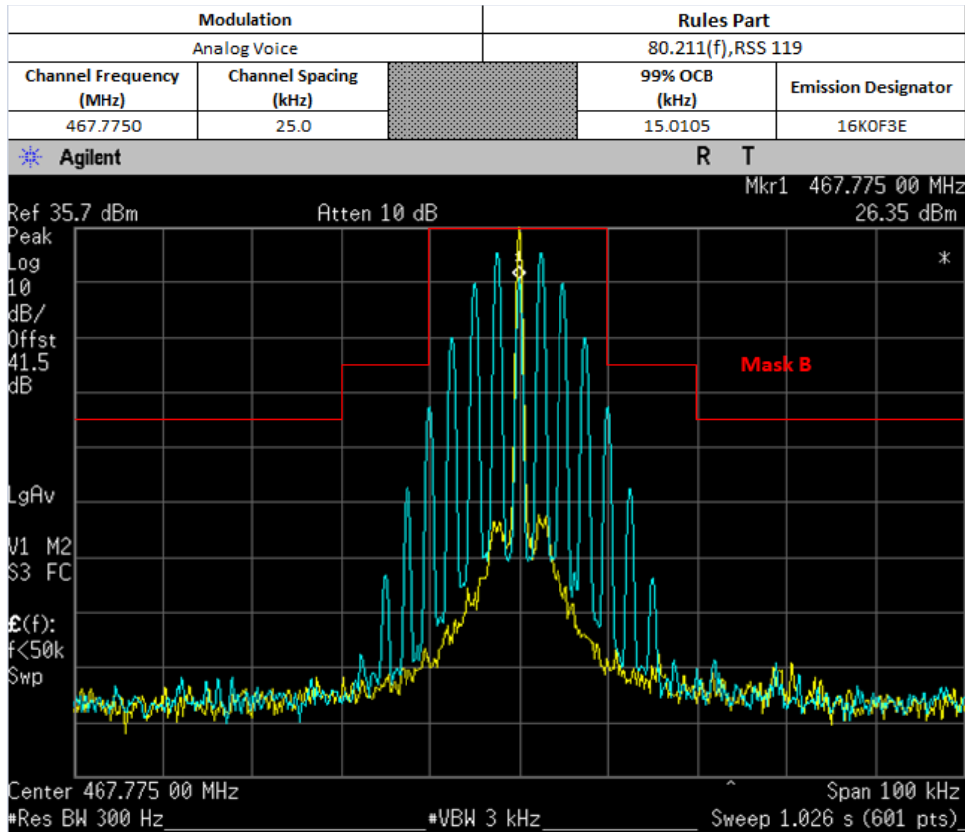 Modulation Rules Part
Analog Voice 80.211(f),RSS 119
Channel Frequency (MHz) Channel Spacing (kHz) 99% OCB (kHz) Emission Designator
467.7750 25.0 15.0105 16K0F3E
Agilent R T
Mkr1 467.775 00 MHz
Ref 35.7 dBm Atten 10 dB 26.35 dBm
Peak
Log
10
dB/
Offst
41.5
dB
*
Mask B
LgAv
V1 M2
S3 FC
£(f):
f<50k
Swp
Center 467.775 00 MHz ^ Span 100 kHz
#Res BW 300 Hz #VBW 3 kHz Sweep 1.026 s (601 pts)